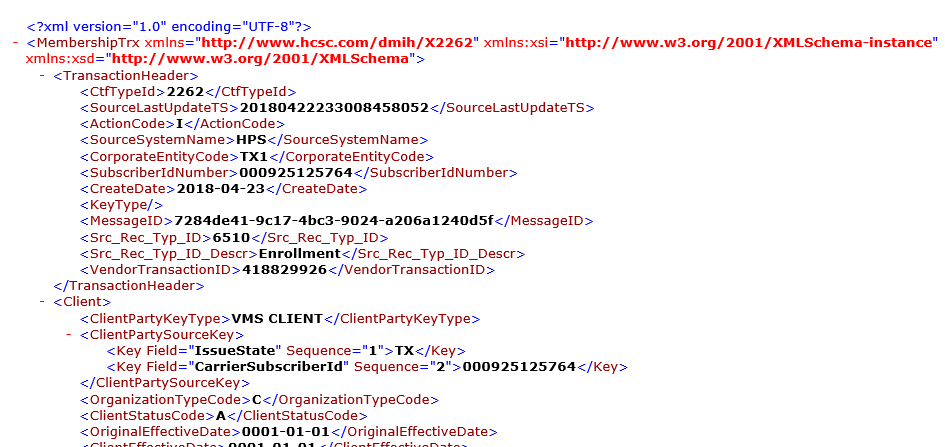 <?xml version="1.0" encoding="UTF-8"?>
- <MembershipTrx xmlns="http://www.hcsc.com/dmih/X2262" xmlns:xsi="http://www.w3.org/2001/XMLSchema-instance"
xmlns:xsd="http://www.w3.org/2001/XMLSchema">
- <TransactionHeader>
<CtfTypeId>2262</CtfTypeId>
<SourceLastUpdateTS>20180422233008458052</SourceLastUpdateTS>
<ActionCode>I</ActionCode>
<SourceSystemName>HPS</SourceSystemName>
<CorporateEntityCode>TX1</CorporateEntityCode>
<SubscriberIdNumber>000925125764</SubscriberIdNumber>
<CreateDate>2018-04-23</CreateDate>
<KeyType/>
<MessageID>7284de41-9c17-4bc3-9024-a206a1240d5f</MessageID>
<Src_Rec_Typ_ID>6510</Src_Rec_Typ_ID>
<Src_Rec_Typ_ID_Descr>Enrollment</Src_Rec_Typ_ID_Descr>
<VendorTransactionID>418829926</VendorTransactionID>
</TransactionHeader>
- <Client>
<ClientPartyKeyType>VMS CLIENT</ClientPartyKeyType>
- <ClientPartySourceKey>
<Key Field="IssueState" Sequence="1">TX</Key>
<Key Field="CarrierSubscriberId" Sequence="2">000925125764</Key>
</ClientPartySourceKey>
<OrganizationTypeCode>C</OrganizationTypeCode>
<ClientStatusCode>A</ClientStatusCode>
<OriginalEffectiveDate>0001-01-01</OriginalEffectiveDate>
<ClientEffectiveDate>0001-01-01</ClientEffectiveDate>